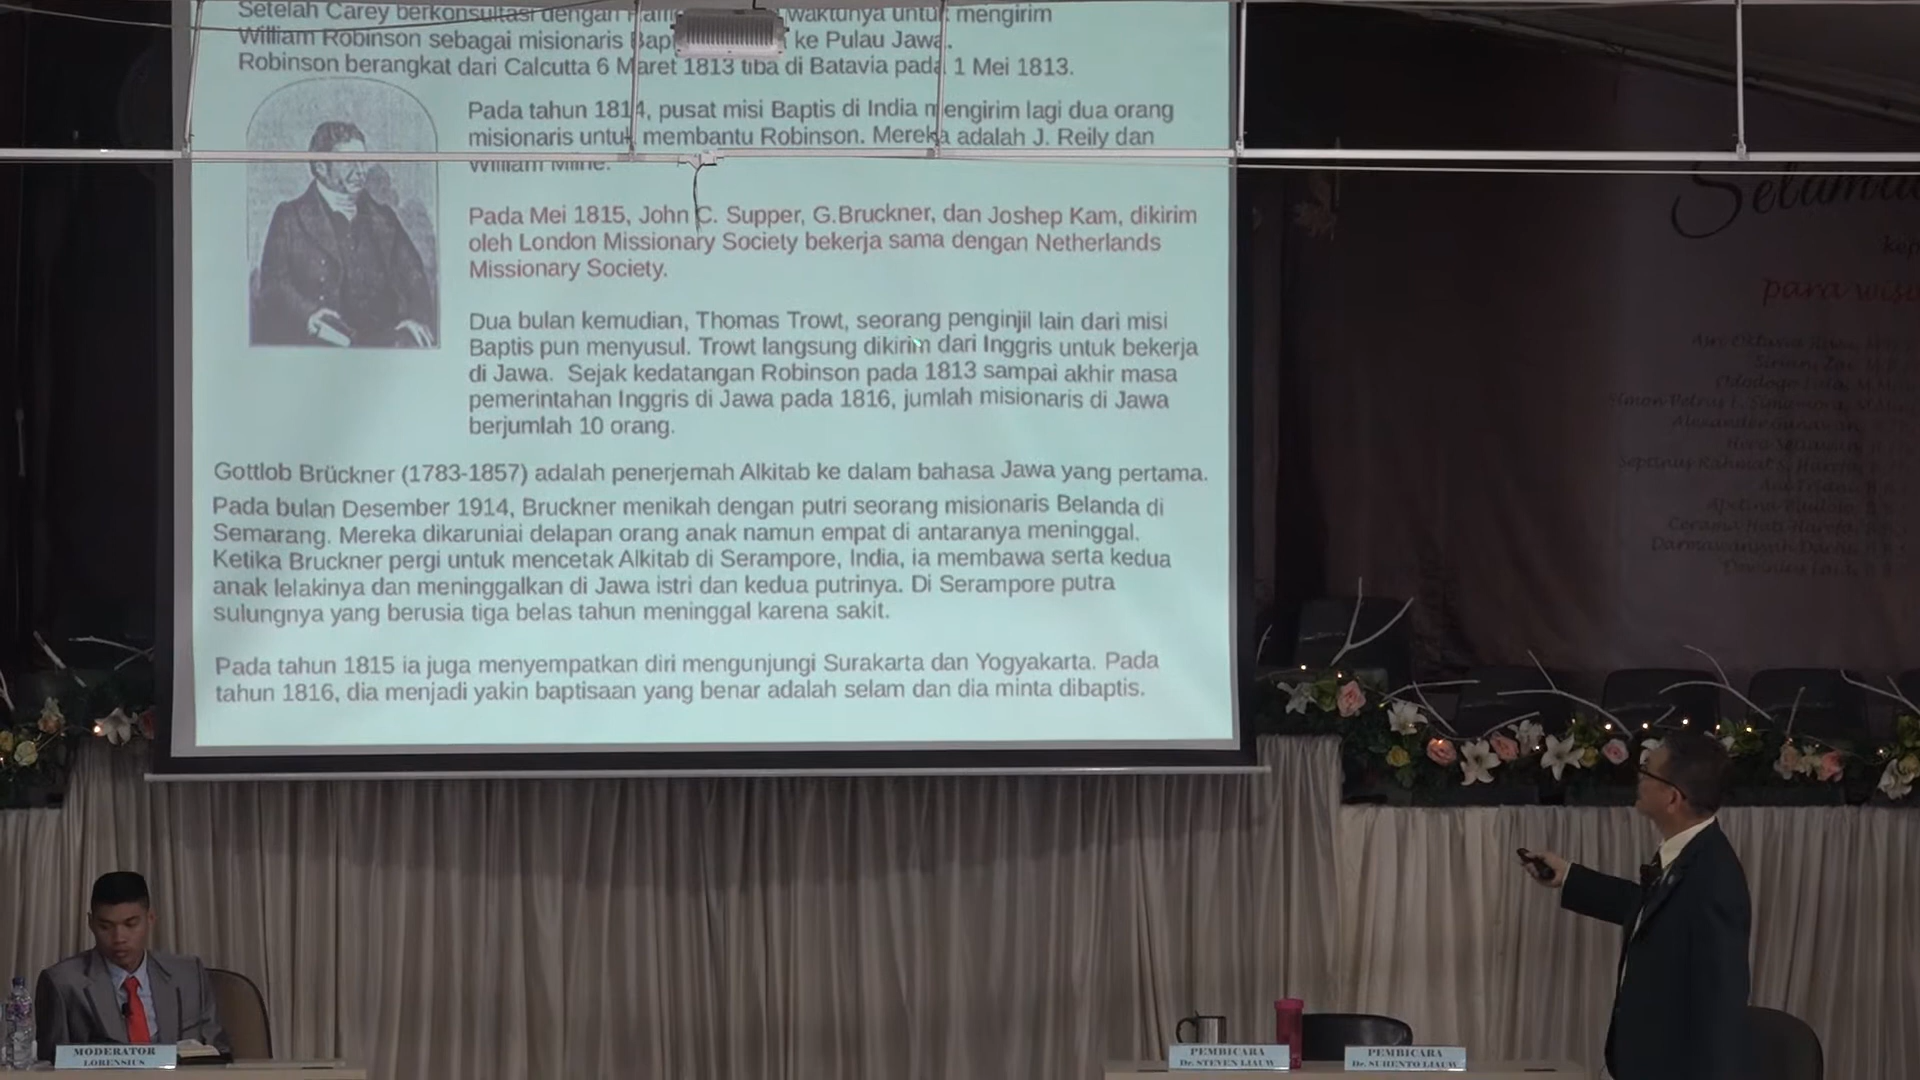 Setelah Carey berkonsultasi dengan waktunya untuk mengirim
William Robinson sebagai misionaris ke Pulau Jawa.
Robinson berangkat dari Calcutta 6 Maret 1813 tiba di Batavia pada 1 Mei 1813.
Pada tahun 1814, pusat misi Baptis di India mengirim lagi dua orang
misionaris untuk membantu Robinson. Mereka adalah J. Reily dan
William Milne.
Pada Mei 1815, John C. Supper, G.Bruckner, dan Joshep Kam, dikirim
oleh London Missionary Society bekerja sama dengan Netherlands
Missionary Society.
Dua bulan kemudian, Thomas Trowt, seorang penginjil lain dari misi
Baptis pun menyusul. Trowt langsung dikirim dari Inggris untuk bekerja
di Jawa. Sejak kedatangan Robinson pada 1813 sampai akhir masa
pemerintahan Inggris di Jawa pada 1816, jumlah misionaris di Jawa
berjumlah 10 orang.
Gottlob Brückner (1783-1857) adalah penerjemah Alkitab ke dalam bahasa Jawa yang pertama.
Pada bulan Desember 1914, Bruckner menikah dengan putri seorang misionaris Belanda di
Semarang. Mereka dikaruniai delapan orang anak namun empat di antaranya meninggal.
Ketika Bruckner pergi untuk mencetak Alkitab di Serampore, India, ia membawa serta kedua
anak lelakinya dan meninggalkan di Jawa istri dan kedua putrinya. Di Serampore putra
sulungnya yang berusia tiga belas tahun meninggal karena sakit.
Pada tahun 1815 ia juga menyempatkan diri mengunjungi Surakarta dan Yogyakarta. Pada
tahun 1816, dia menjadi yakin baptisaan yang benar adalah selam dan dia minta dibaptis.
para
MODERATOR
LORENSIUS
PEMBICARA
Dr. STEVEN LIAUW
PEMBICARA
Dr. SUHENTO LIAUW